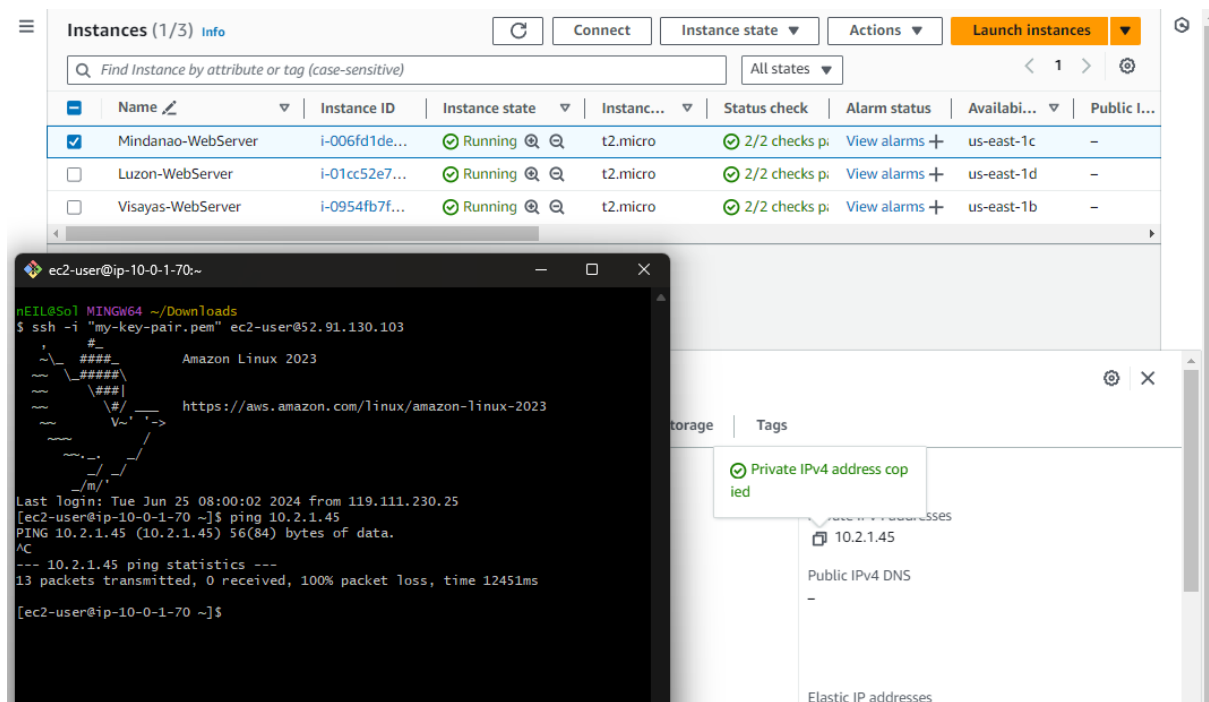 Instances (1/3) Info
Connect
Instance state
Actions
Launch instances
Find Instance by attribute or tag (case-sensitive)
All states
1
Name Instance ID Instance state Instanc... Status check Alarm status Availabi... Public I...
Mindanao-WebServer i-006fd1de... Running t2.micro 2/2 checks pa View alarms + us-east-1c –
Luzon-WebServer i-01cc52e7... Running t2.micro 2/2 checks pa View alarms + us-east-1d –
Visayas-WebServer i-0954fb7f... Running t2.micro 2/2 checks pa View alarms + us-east-1b –
ec2-user@ip-10-0-1-70:~
nEIL@Sol MINGW64 ~/Downloads
$ ssh -i "my-key-pair.pem" ec2-user@52.91.130.103
   ,     #_
   ~\_  ####_        Amazon Linux 2023
  ~~  \_#####\
  ~~     \###|
  ~~       \#/ ___   https://aws.amazon.com/linux/amazon-linux-2023
   ~~       V~' '->
    ~~~         /
      ~~._.   _/
         _/ _/
       _/m/'
Last login: Tue Jun 25 08:00:02 2024 from 119.111.230.25
[ec2-user@ip-10-0-1-70 ~]$ ping 10.2.1.45
PING 10.2.1.45 (10.2.1.45) 56(84) bytes of data.
^C
--- 10.2.1.45 ping statistics ---
13 packets transmitted, 0 received, 100% packet loss, time 12451ms
[ec2-user@ip-10-0-1-70 ~]$
torage
Tags
Private IPv4 address cop
ied
addresses
10.2.1.45
Public IPv4 DNS
–
Elastic IP addresses